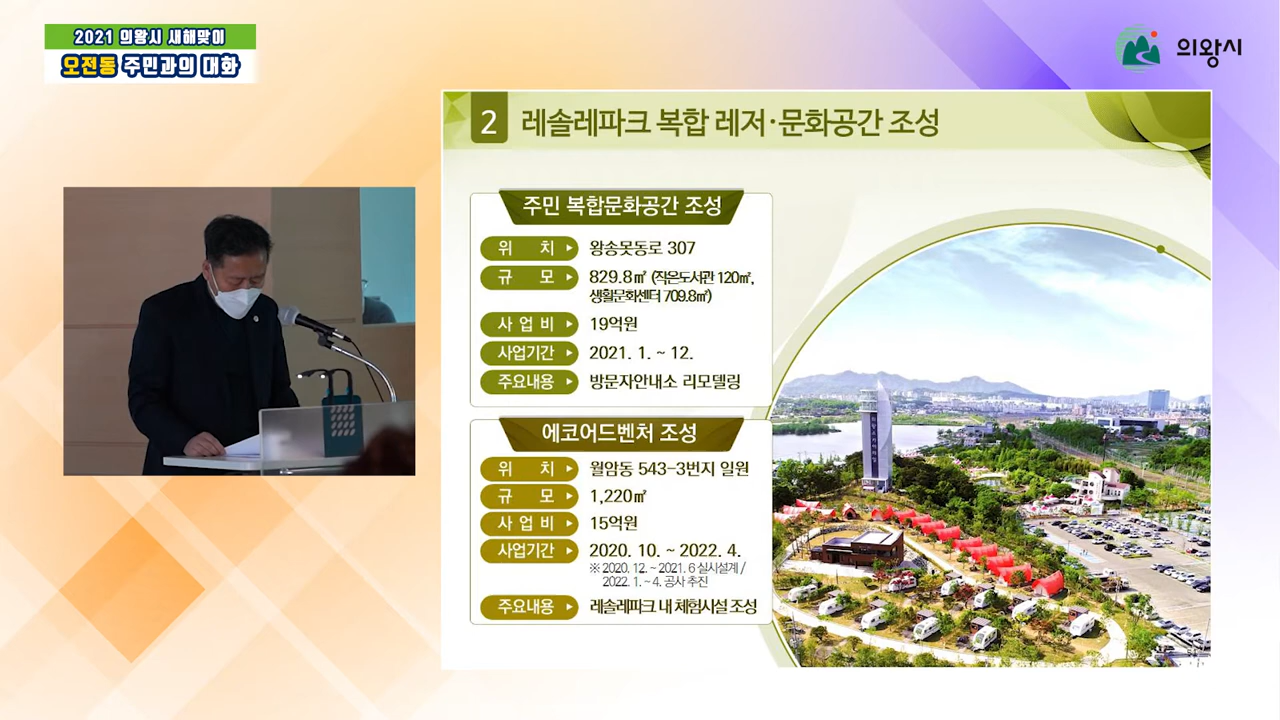 2021 의왕시 새해맞이
오전동 주민과의 대화
의왕시
2 레솔레파크 복합 레저·문화공간 조성
주민 복합문화공간 조성
위 치 왕송못동로 307
규 모 829.8㎡ (작은도서관 120㎡,
생활문화센터 709.8㎡)
사 업 비 19억원
사업기간 2021. 1. ~ 12.
주요내용 방문자안내소 리모델링
에코어드벤처 조성
위 치 월암동 543-3번지 일원
규 모 1,220㎡
사 업 비 15억원
사업기간 2020. 10. ~ 2022. 4.
※ 2020. 12. ~ 2021. 6 실시설계 /
2022. 1. ~ 4. 공사 추진
주요내용 레솔레파크 내 체험시설 조성